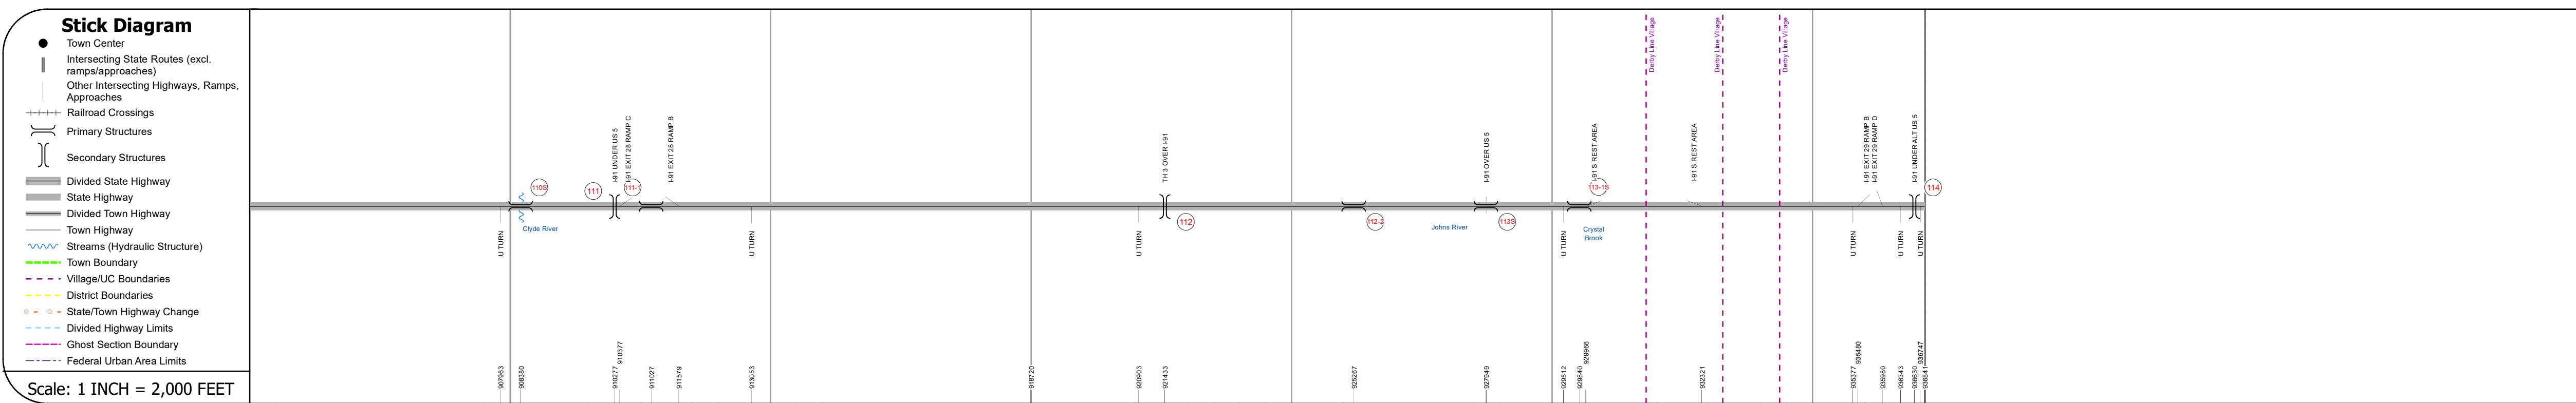 Stick Diagram
Town Center
Intersecting State Routes (excl.
ramps/approaches)
Other Intersecting Highways, Ramps,
Approaches
Railroad Crossings
Primary Structures
Secondary Structures
Divided State Highway
State Highway
Divided Town Highway
Town Highway
Streams (Hydraulic Structure)
Town Boundary
Village/UC Boundaries
District Boundaries
State/Town Highway Change
Divided Highway Limits
Ghost Section Boundary
Federal Urban Area Limits
Scale: 1 INCH = 2,000 FEET
Derby Line Village
Derby Line Village
Derby Line Village
I-91 UNDER US 5
I-91 EXIT 28 RAMP C
I-91 EXIT 28 RAMP B
TH 3 OVER I-91
I-91 OVER US 5
I-91 S REST AREA
I-91 S REST AREA
I-91 EXIT 29 RAMP B
I-91 EXIT 29 RAMP D
I-91 UNDER ALT US 5
110S
111
111-1
112
112-2
113S
113-1S
114
Clyde River
Johns River
Crystal
Brook
U TURN
U TURN
U TURN
U TURN
U TURN
U TURN
U TURN
907963
908380
910277
910377
911027
911579
913053
918720
920903
921433
925267
927949
929512
929840
929966
932321
935377
935480
935980
936343
936630
936747
936841